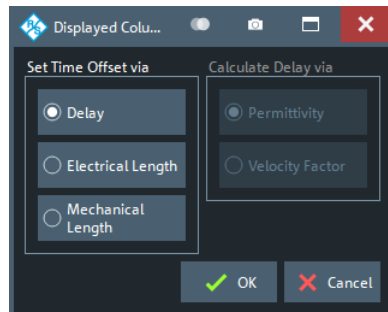 Displayed Colu...
Set Time Offset via
Calculate Delay via
Delay
Permittivity
Electrical Length
Velocity Factor
Mechanical
Length
OK
Cancel